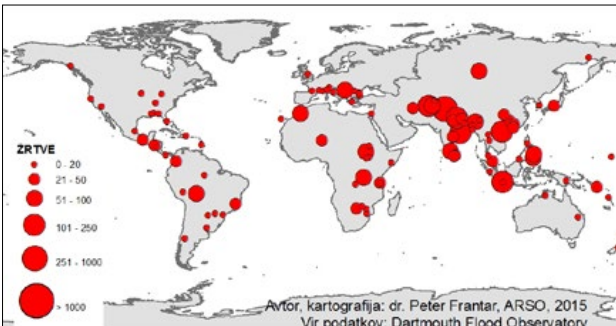 ŽRTVE
0 - 20
21 - 50
51 - 100
101 - 250
251 - 1000
> 1000
Avtor, kartografija: dr. Peter Frantar, ARSO, 2015
Vir podatkov: Dartmouth Flood Observatory